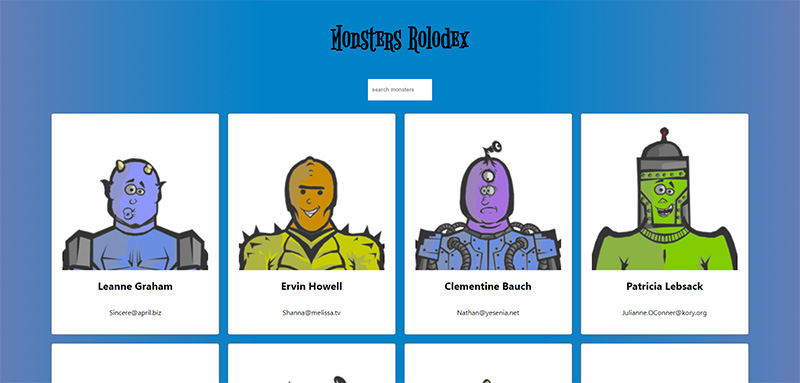 Monsters Rolodex
search monsters
Leanne Graham
Ervin Howell
Clementine Bauch
Patricia Lebsack
Sincere@april.biz
Shanna@melissa.tv
Nathan@yesenia.net
Julianne.OConner@kory.org